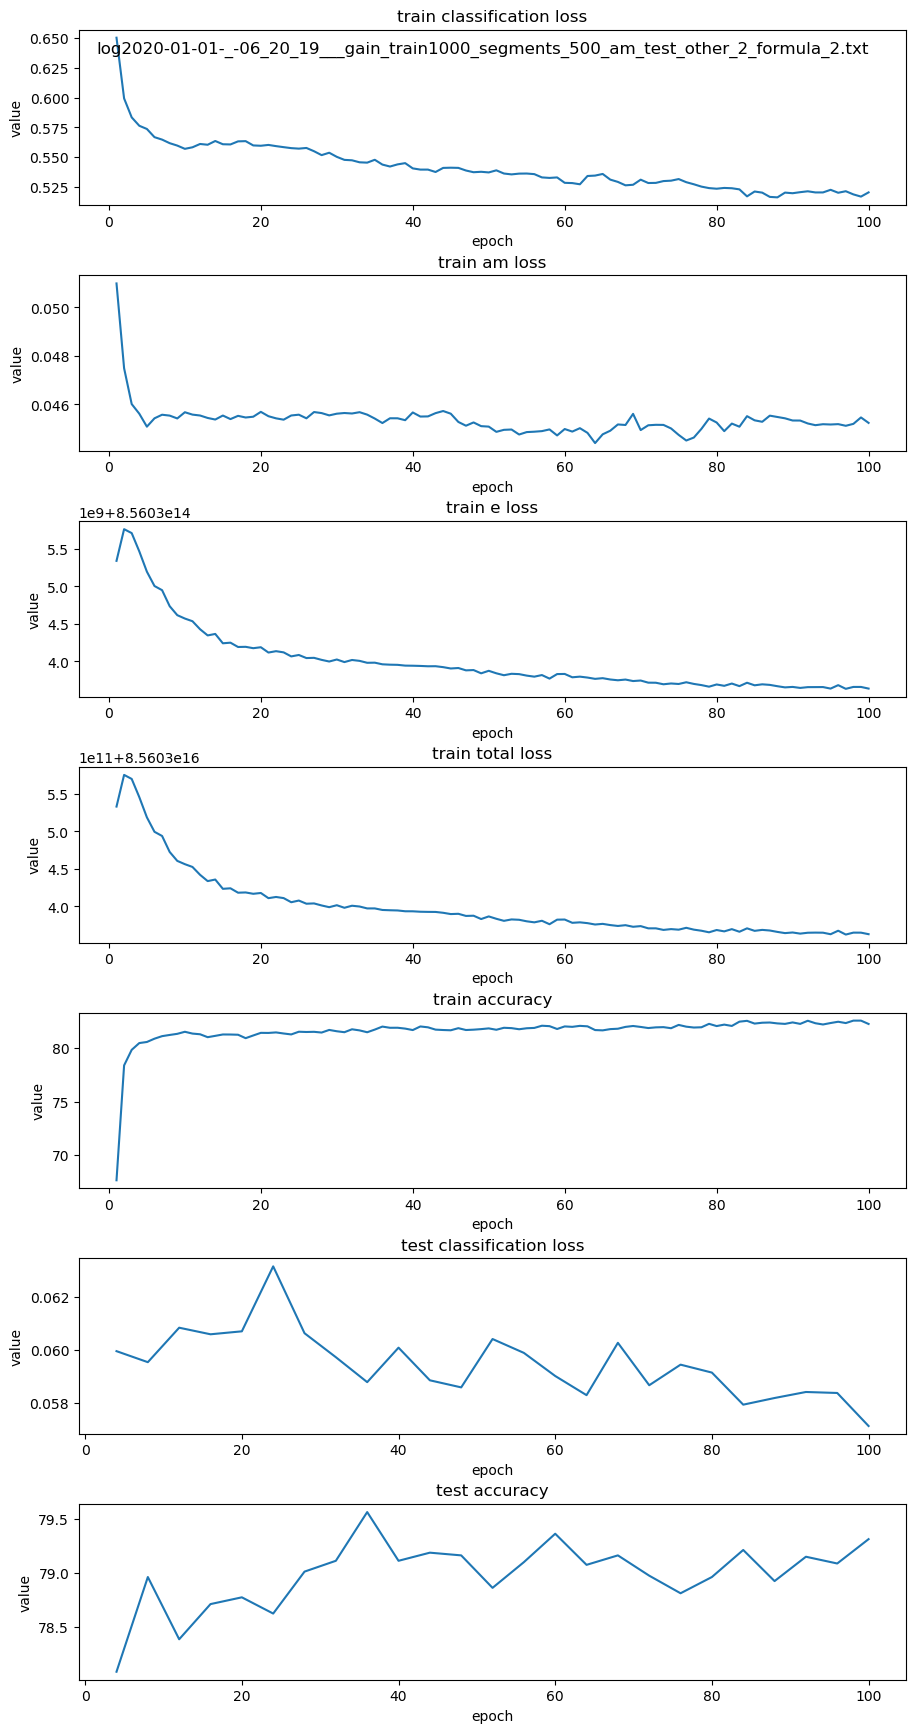 train classification loss
log2020-01-01-_-06_20_19___gain_train1000_segments_500_am_test_other_2_formula_2.txt
0.650
0.625
0.600
0.575
0.550
0.525
value
0 20 40 60 80 100
epoch
train am loss
0.050
0.048
0.046
value
0 20 40 60 80 100
epoch
train e loss
1e9+8.5603e14
5.5
5.0
4.5
4.0
value
0 20 40 60 80 100
epoch
train total loss
1e11+8.5603e16
5.5
5.0
4.5
4.0
value
0 20 40 60 80 100
epoch
train accuracy
80
75
70
value
0 20 40 60 80 100
epoch
test classification loss
0.062
0.060
0.058
value
0 20 40 60 80 100
epoch
test accuracy
79.5
79.0
78.5
value
0 20 40 60 80 100
epoch